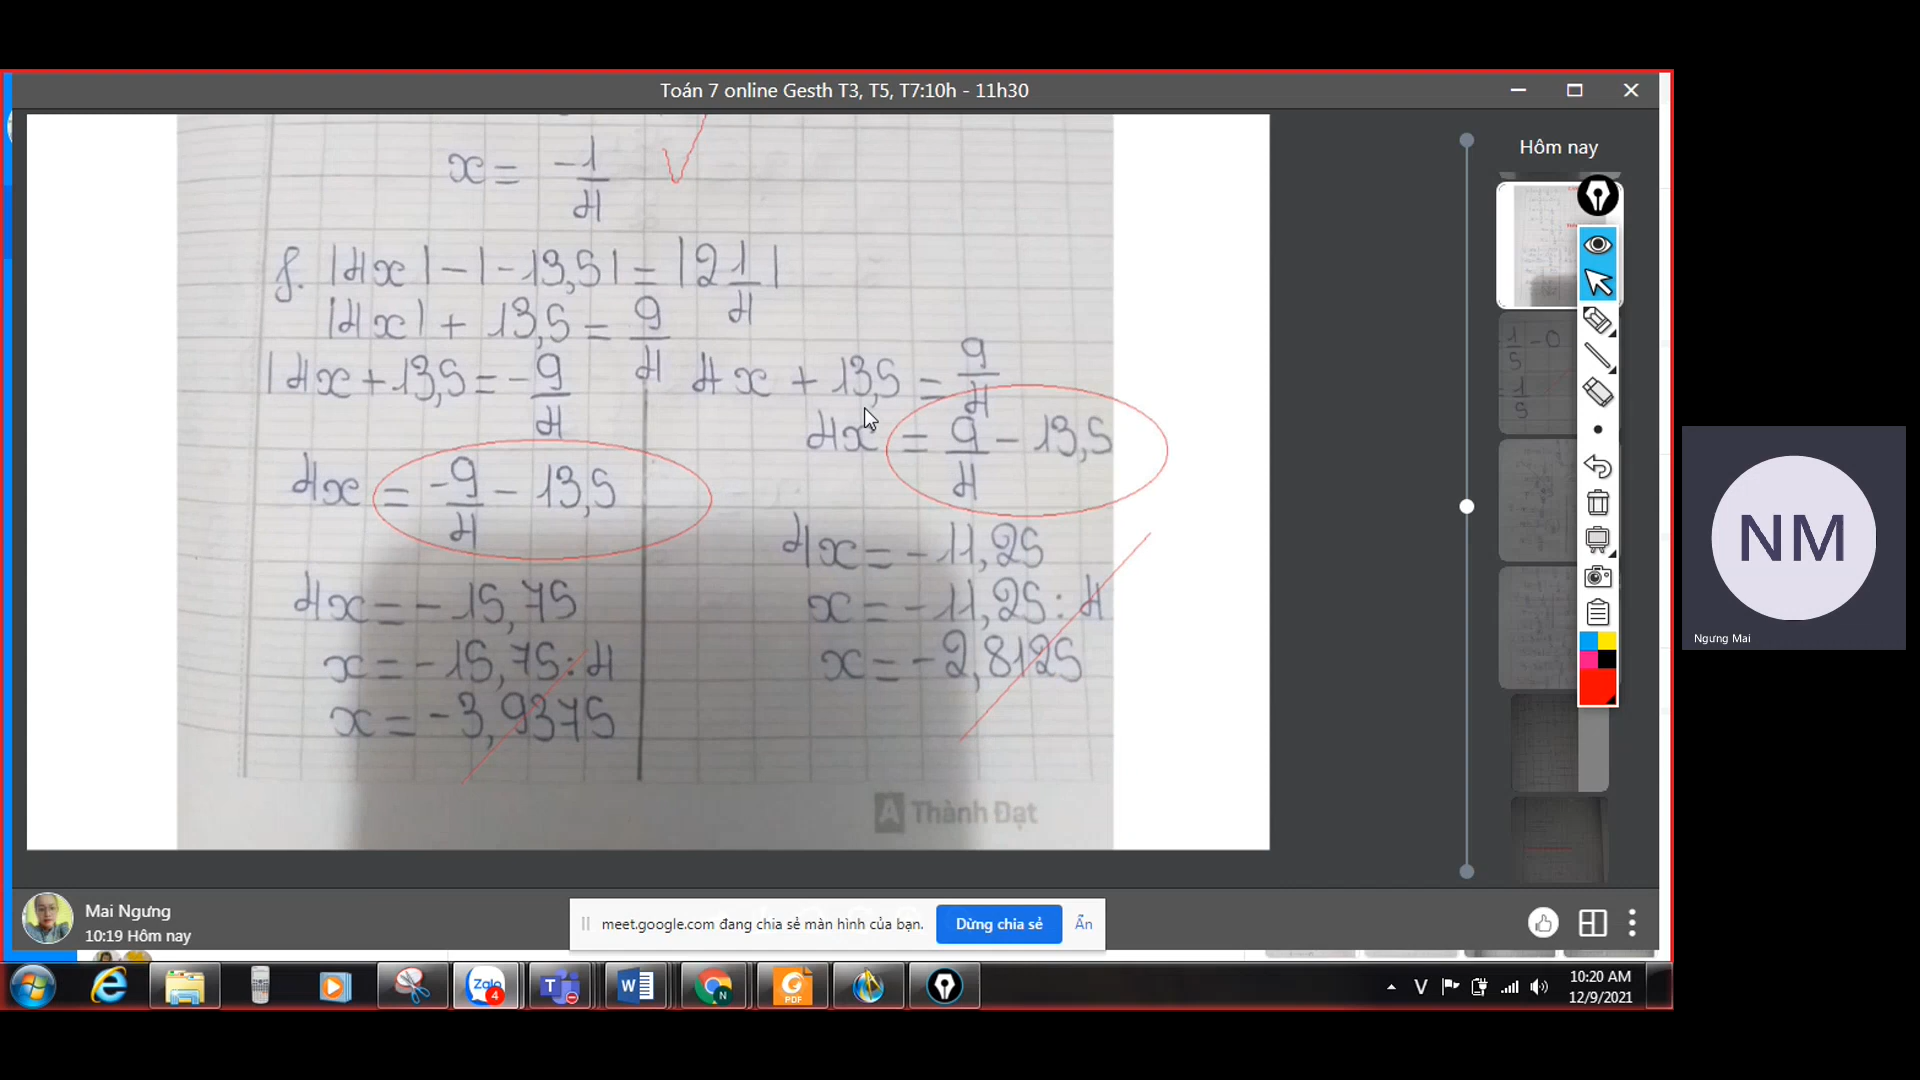 Toán 7 online Gesth T3, T5, T7:10h - 11h30
Hôm nay
x = -1/4
f. |4x| - |-13,5| = |2 1/4|
|4x| + 13,5 = 9/4
|4x + 13,5 = -9/4
4x + 13,5 = 9/4
4x = 9/4 - 13,5
4x = -9/4 - 13,5
4x = -11,25
x = -11,25 : 4
x = -2,8125
4x = -15,75
x = -15,75 : 4
x = -3,9375
A Thành Đạt
NM
Ngưng Mai
Mai Ngưng
10:19 Hôm nay
meet.google.com đang chia sẻ màn hình của bạn.
Dừng chia sẻ
Ẩn
Zalo
4
T
W
N
PDF
V
10:20 AM
12/9/2021